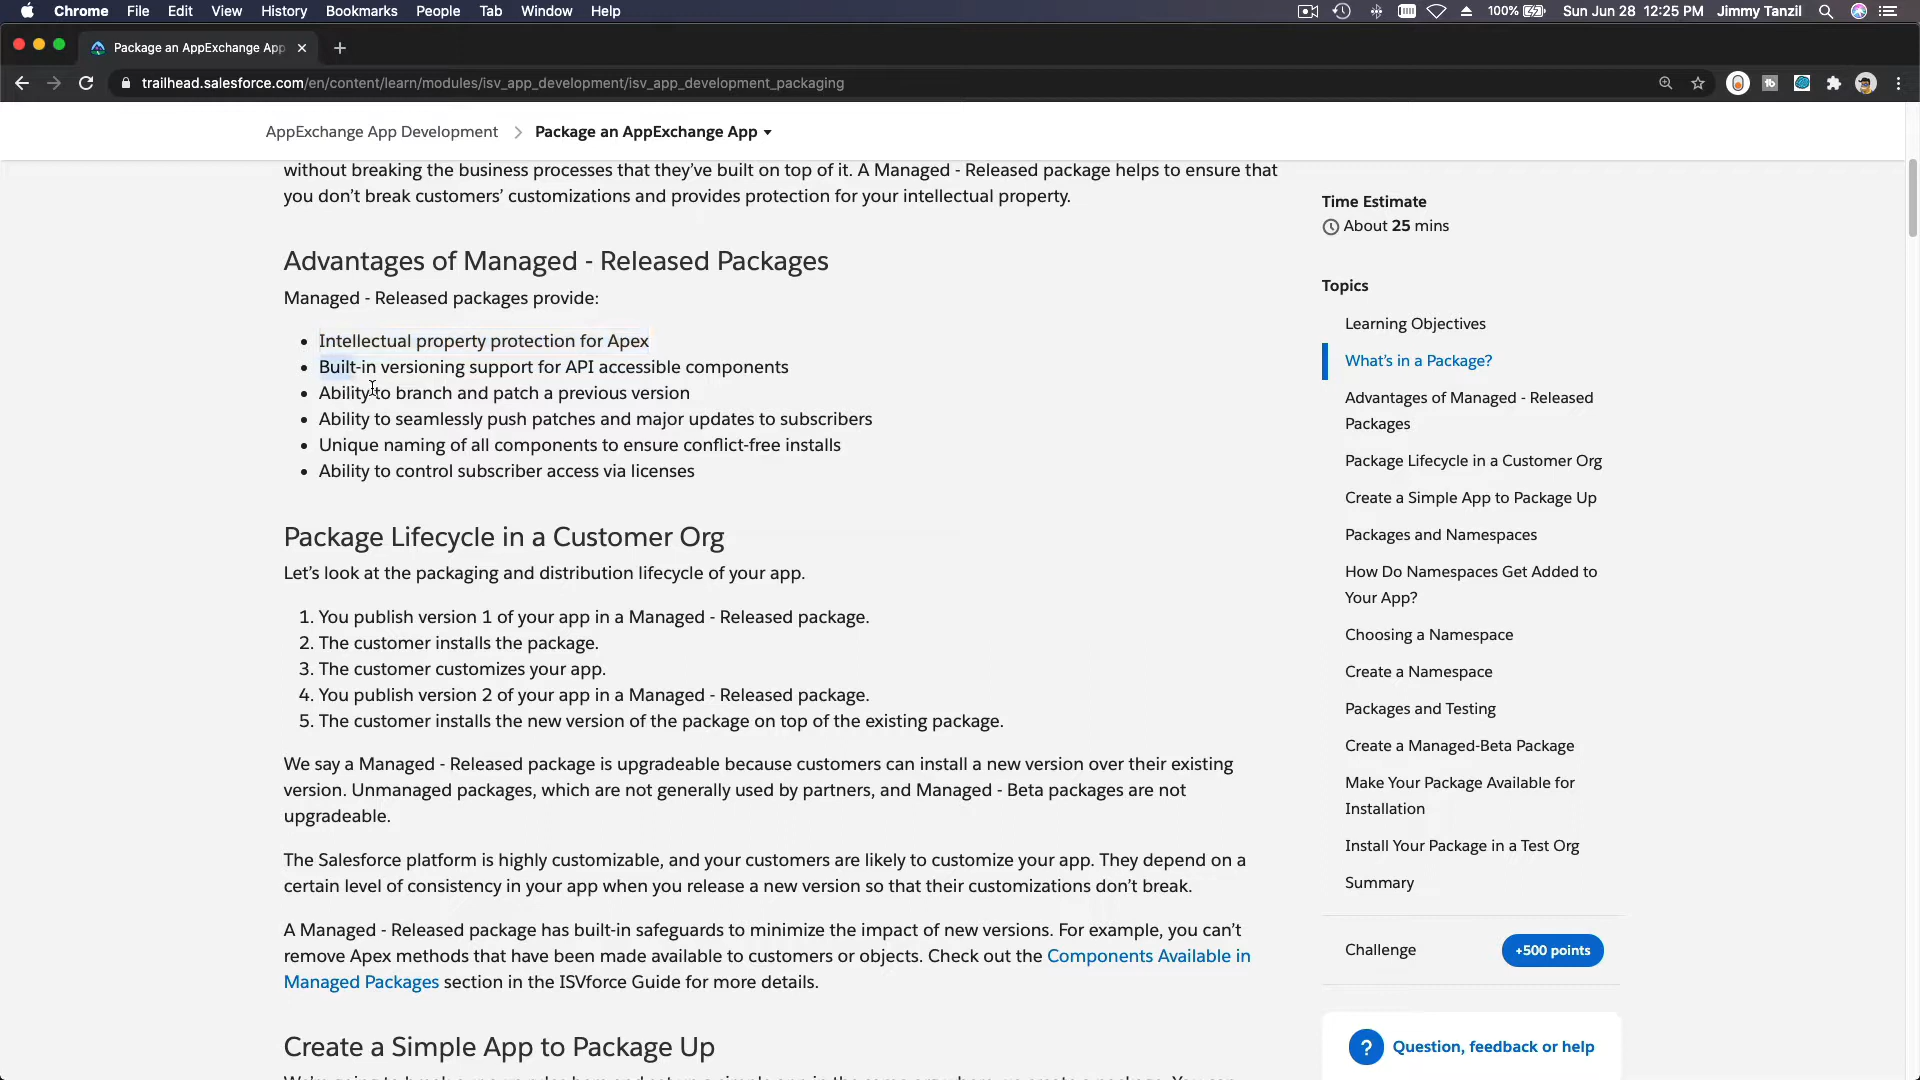 Chrome File Edit View History Bookmarks People Tab Window Help 100% Sun Jun 28 12:25 PM Jimmy Tanzil
Package an AppExchange App
trailhead.salesforce.com/en/content/learn/modules/isv_app_development/isv_app_development_packaging
AppExchange App Development > Package an AppExchange App
without breaking the business processes that they’ve built on top of it. A Managed - Released package helps to ensure that
you don’t break customers’ customizations and provides protection for your intellectual property.
Advantages of Managed - Released Packages
Managed - Released packages provide:
• Intellectual property protection for Apex
• Built-in versioning support for API accessible components
• Ability to branch and patch a previous version
• Ability to seamlessly push patches and major updates to subscribers
• Unique naming of all components to ensure conflict-free installs
• Ability to control subscriber access via licenses
Package Lifecycle in a Customer Org
Let’s look at the packaging and distribution lifecycle of your app.
1. You publish version 1 of your app in a Managed - Released package.
2. The customer installs the package.
3. The customer customizes your app.
4. You publish version 2 of your app in a Managed - Released package.
5. The customer installs the new version of the package on top of the existing package.
We say a Managed - Released package is upgradeable because customers can install a new version over their existing
version. Unmanaged packages, which are not generally used by partners, and Managed - Beta packages are not
upgradeable.
The Salesforce platform is highly customizable, and your customers are likely to customize your app. They depend on a
certain level of consistency in your app when you release a new version so that their customizations don’t break.
A Managed - Released package has built-in safeguards to minimize the impact of new versions. For example, you can’t
remove Apex methods that have been made available to customers or objects. Check out the Components Available in
Managed Packages section in the ISVforce Guide for more details.
Create a Simple App to Package Up
Time Estimate
About 25 mins
Topics
Learning Objectives
What’s in a Package?
Advantages of Managed - Released
Packages
Package Lifecycle in a Customer Org
Create a Simple App to Package Up
Packages and Namespaces
How Do Namespaces Get Added to
Your App?
Choosing a Namespace
Create a Namespace
Packages and Testing
Create a Managed-Beta Package
Make Your Package Available for
Installation
Install Your Package in a Test Org
Summary
Challenge +500 points
? Question, feedback or help